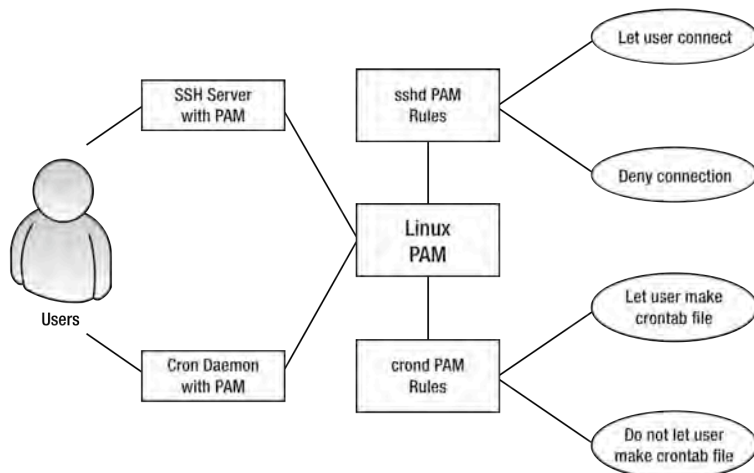 SSH Server
with PAM
sshd PAM
Rules
Let user connect
Deny connection
Linux
PAM
Users
Let user make
crontab file
Cron Daemon
with PAM
crond PAM
Rules
Do not let user
make crontab file